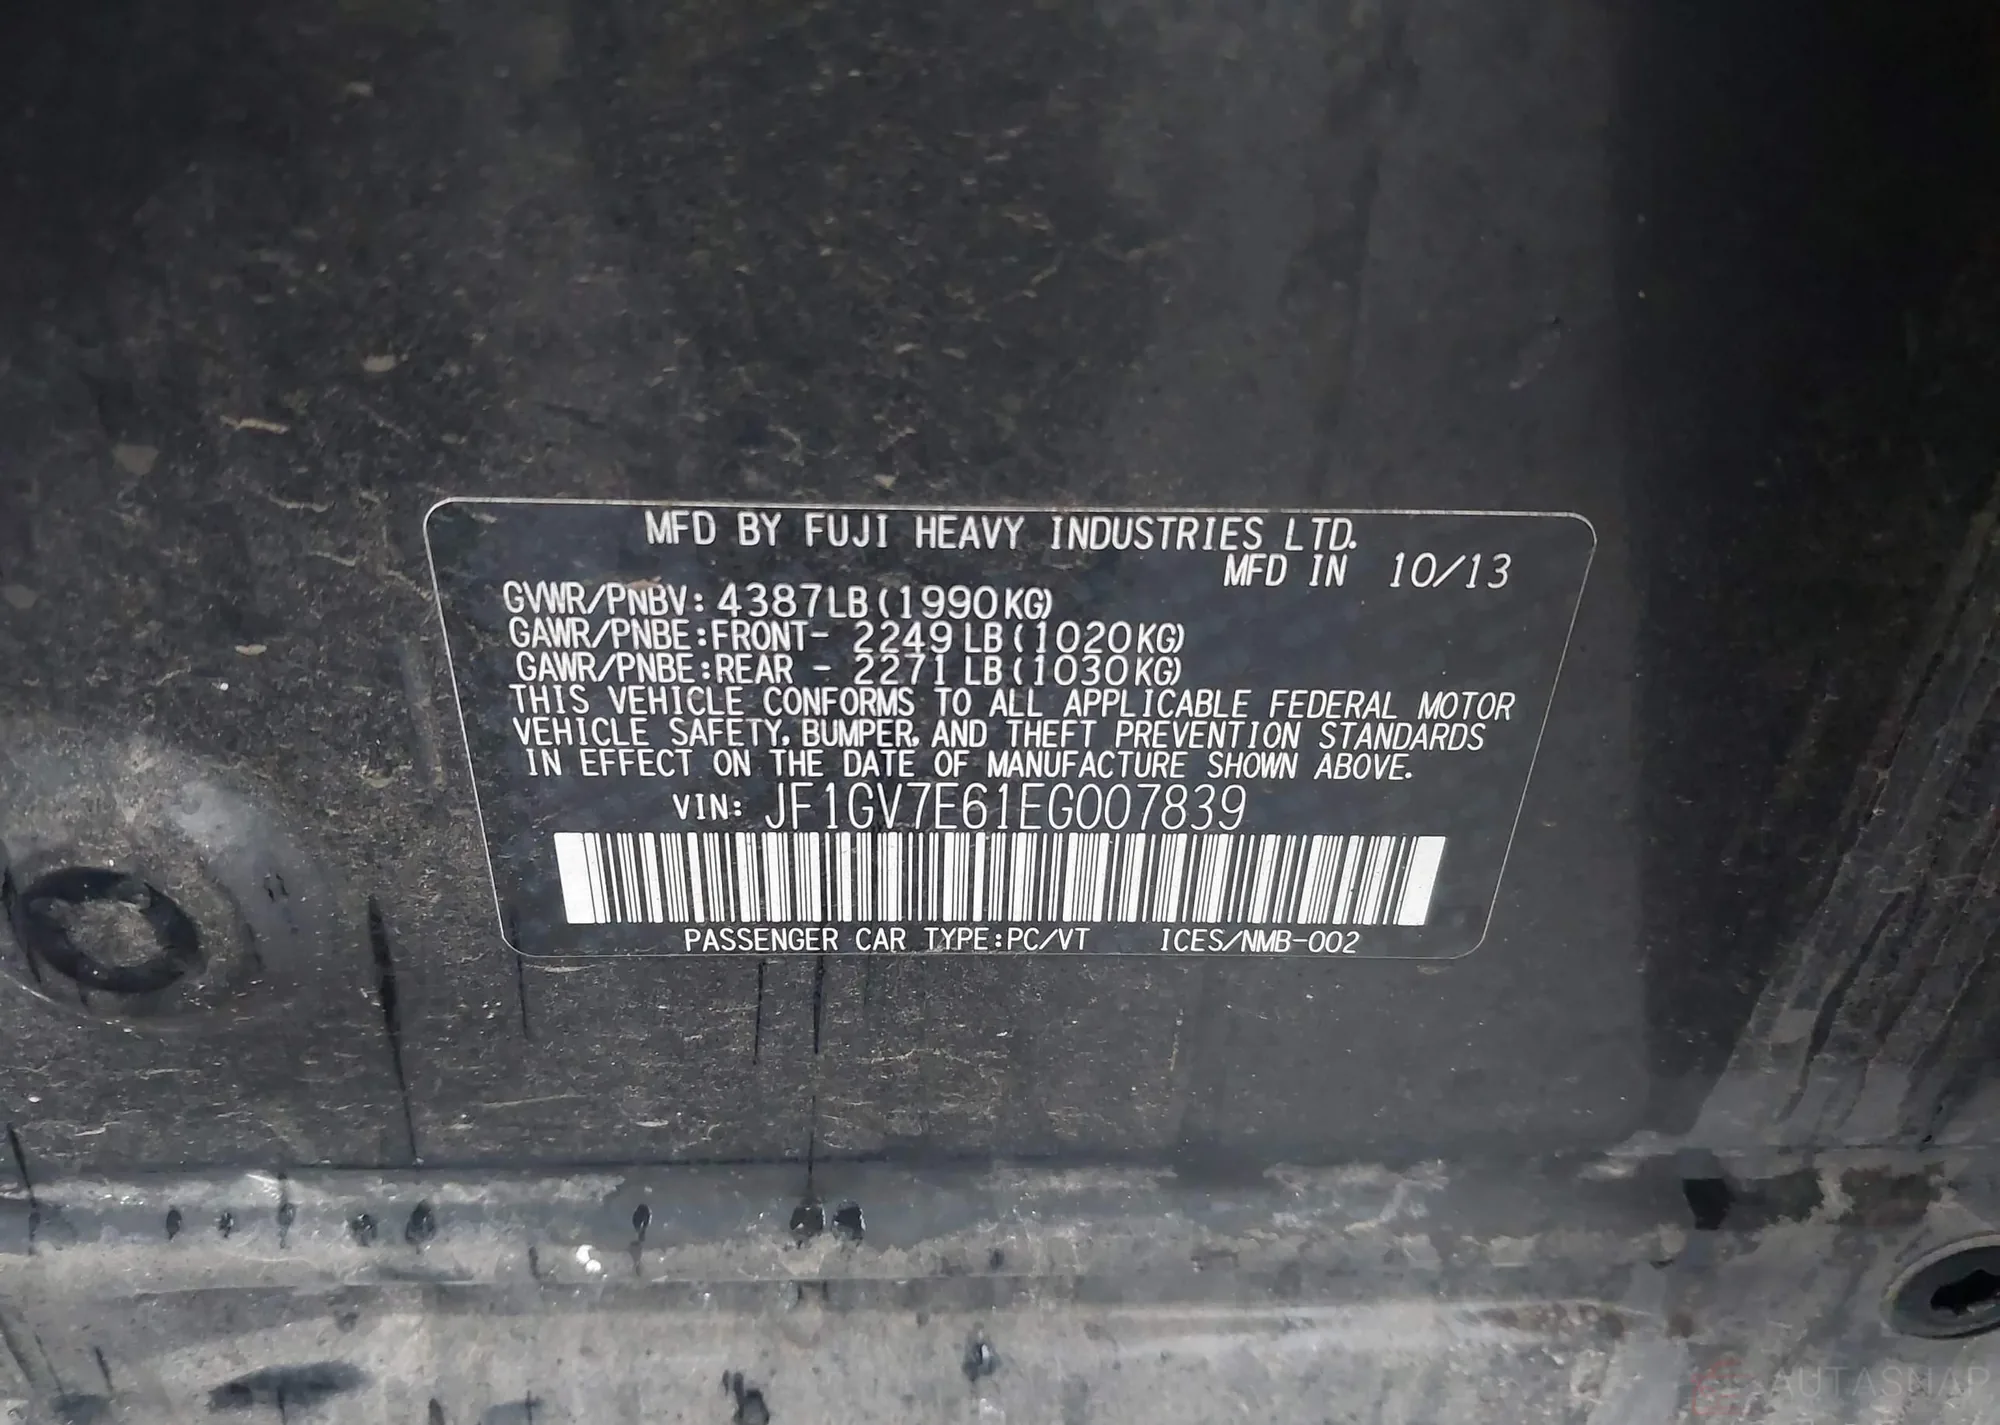 MFD BY FUJI HEAVY INDUSTRIES LTD.
MFD IN 10/13
GVWR/PNBV: 4387LB(1990KG)
GAWR/PNBE:FRONT- 2249 LB(1020KG)
GAWR/PNBE:REAR - 2271 LB(1030KG)
THIS VEHICLE CONFORMS TO ALL APPLICABLE FEDERAL MOTOR
VEHICLE SAFETY, BUMPER, AND THEFT PREVENTION STANDARDS
IN EFFECT ON THE DATE OF MANUFACTURE SHOWN ABOVE.
VIN: JF1GV7E61EG007839
PASSENGER CAR TYPE:PC/VT ICES/NMB-002
AUTASNAP